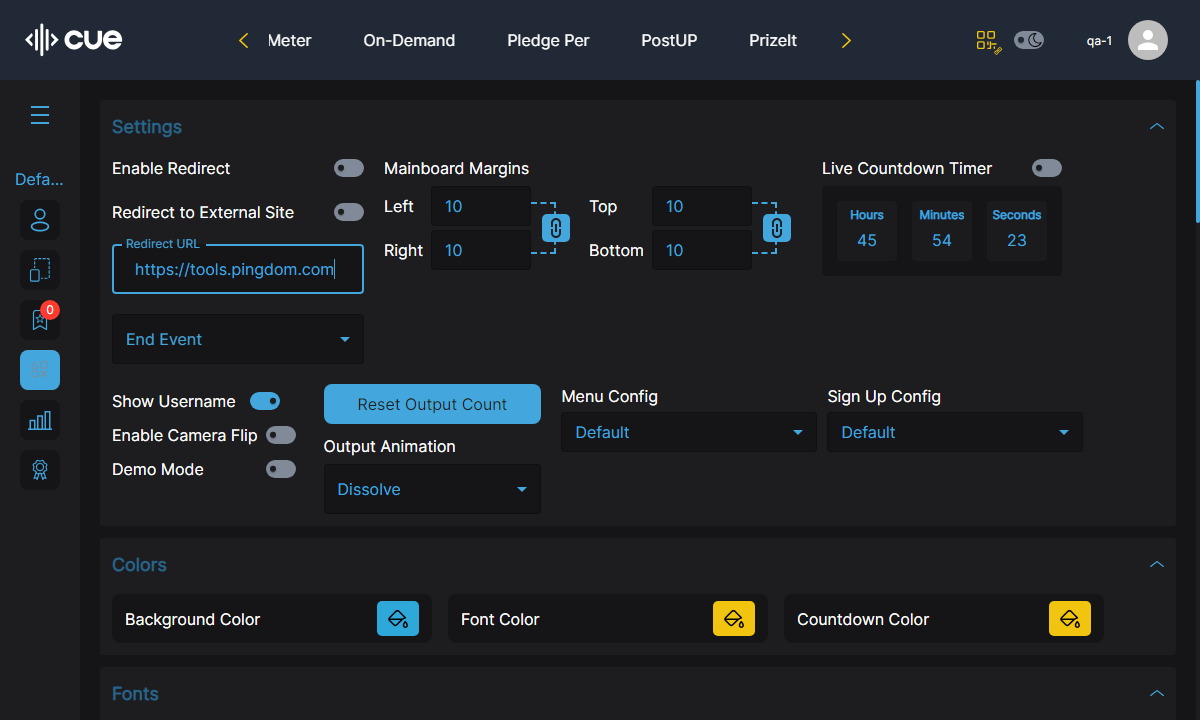 cue
Meter
On-Demand
Pledge Per
PostUP
PrizeIt
qa-1
Defa...
0
Settings
Enable Redirect
Redirect to External Site
Redirect URL
https://tools.pingdom.com
End Event
Mainboard Margins
Left
10
Right
10
Top
10
Bottom
10
Live Countdown Timer
Hours
Minutes
Seconds
45
54
23
Show Username
Enable Camera Flip
Demo Mode
Reset Output Count
Output Animation
Dissolve
Menu Config
Default
Sign Up Config
Default
Colors
Background Color
Font Color
Countdown Color
Fonts